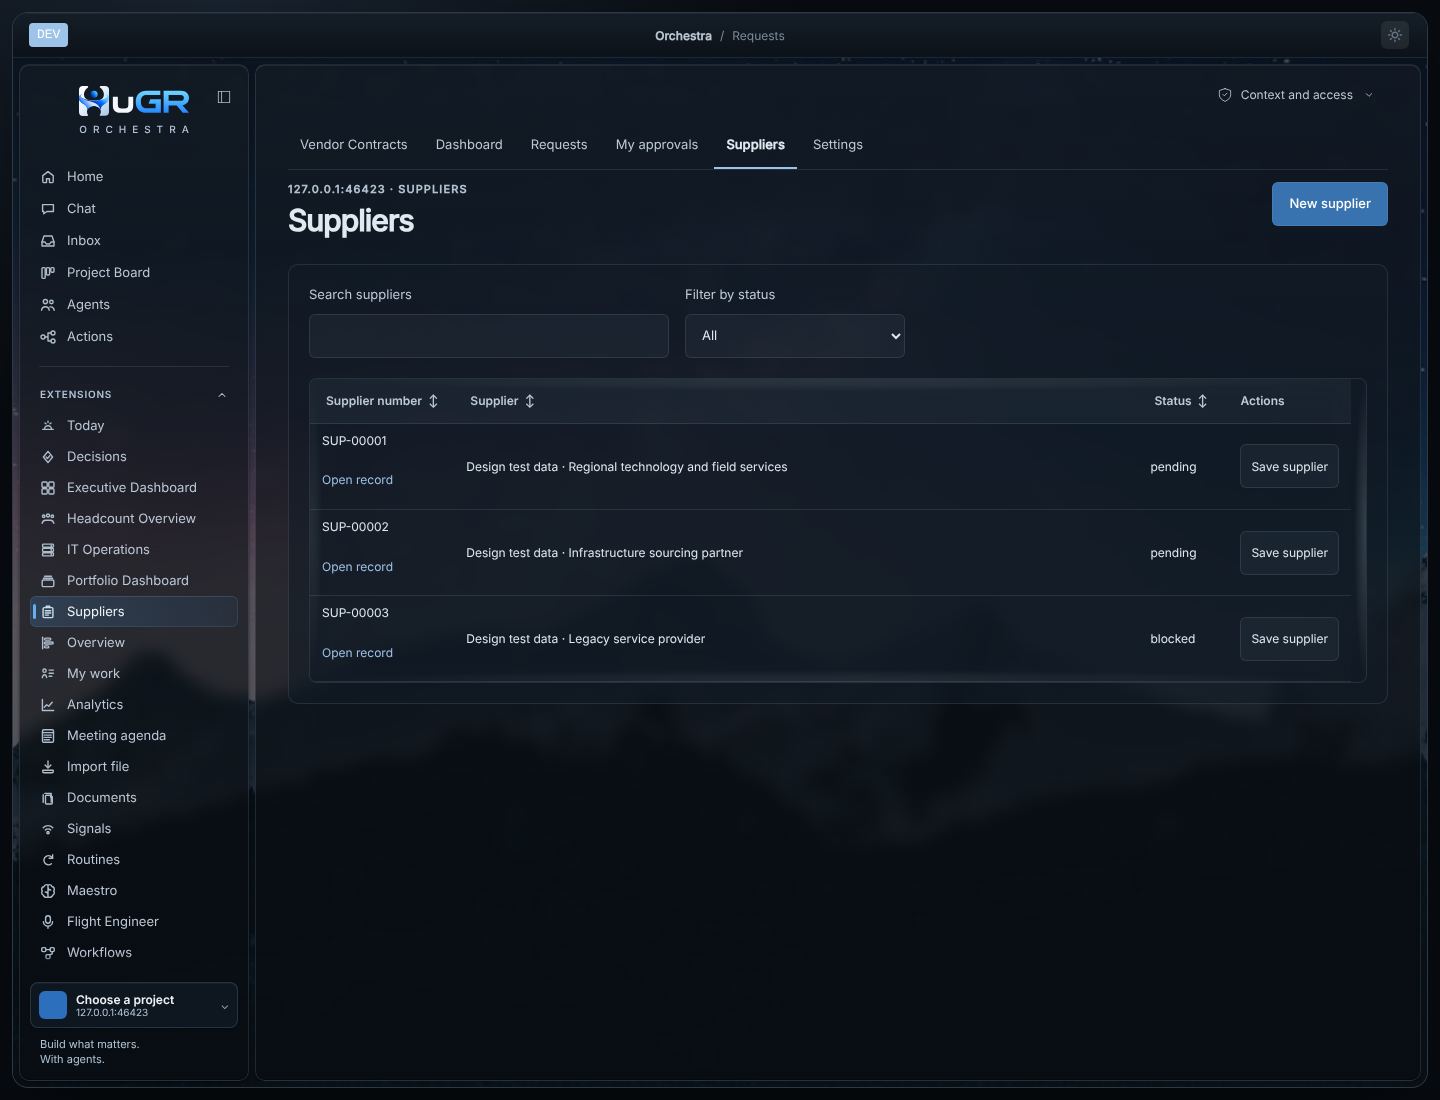 DEV
Orchestra / Requests
HuGR
ORCHESTRA
Home
Chat
Inbox
Project Board
Agents
Actions
EXTENSIONS
Today
Decisions
Executive Dashboard
Headcount Overview
IT Operations
Portfolio Dashboard
Suppliers
Overview
My work
Analytics
Meeting agenda
Import file
Documents
Signals
Routines
Maestro
Flight Engineer
Workflows
Choose a project
127.0.0.1:46423
Build what matters.
With agents.
Context and access
Vendor Contracts Dashboard Requests My approvals Suppliers Settings
127.0.0.1:46423 · SUPPLIERS
Suppliers
New supplier
Search suppliers Filter by status
All
Supplier number Supplier Status Actions
SUP-00001
Open record
Design test data · Regional technology and field services pending Save supplier
SUP-00002
Open record
Design test data · Infrastructure sourcing partner pending Save supplier
SUP-00003
Open record
Design test data · Legacy service provider blocked Save supplier